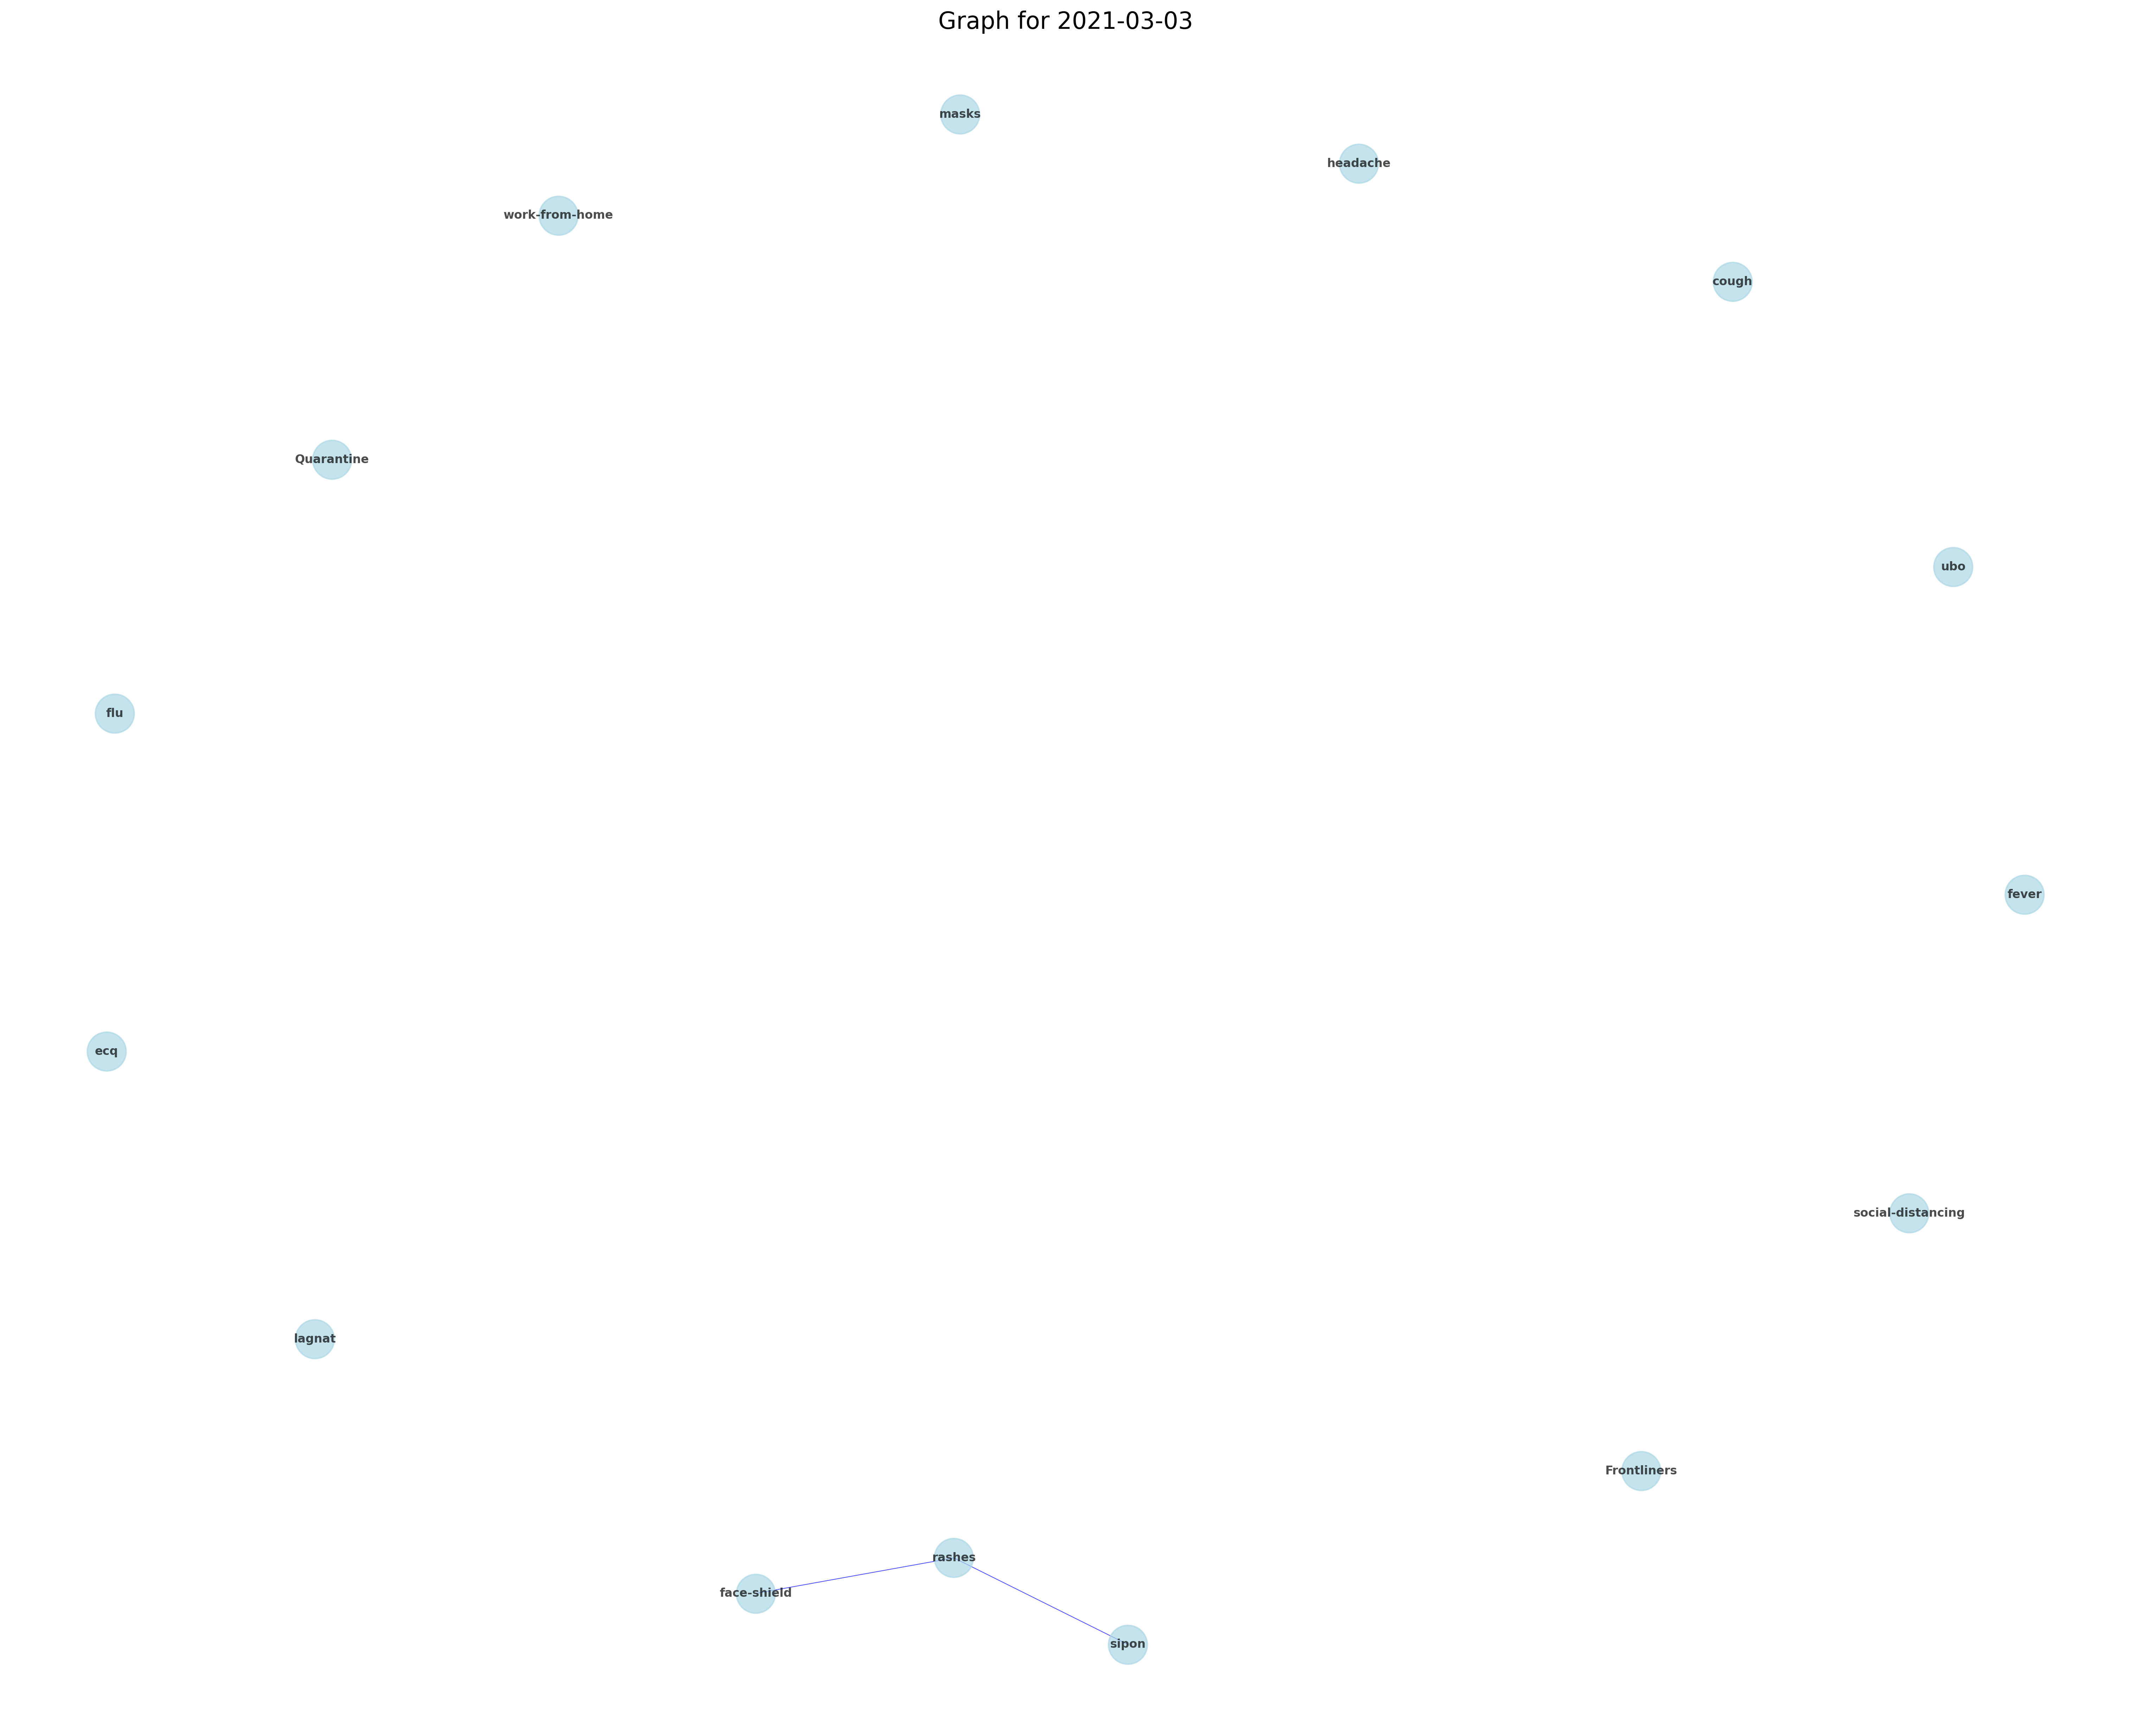 Graph for 2021-03-03
masks
headache
work-from-home
cough
Quarantine
ubo
flu
fever
ecq
social-distancing
lagnat
Frontliners
rashes
face-shield
sipon